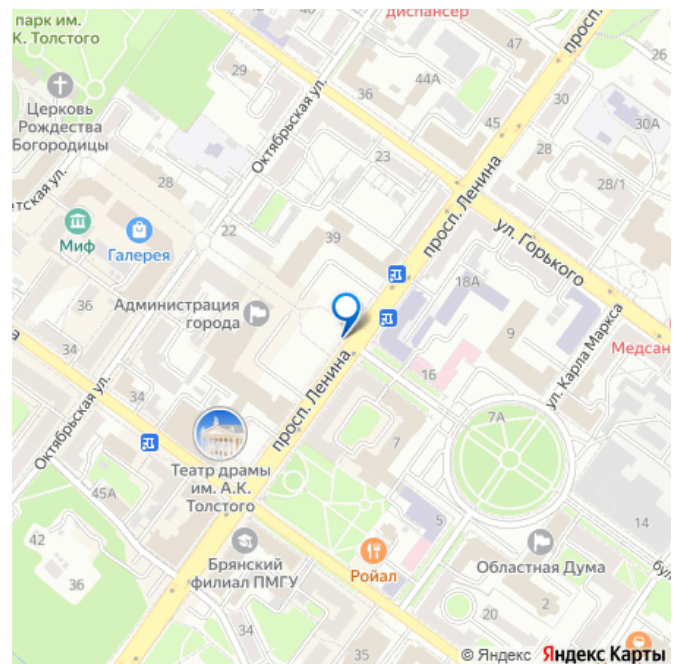 парк им.
К. Толстого
диспансер
47
просп.
26
29
44А
36
30
Церковь
Рождества
Богородицы
Октябрьская ул.
45
30А
23
28
просп. Ленина
тская ул.
28
28/1
22
Миф
Галерея
39
ул. Горького
18А
36
Администрация
города
34
9
ул. Карла Маркса
Медсан
просп. Ленина
16
34
7А
Октябрьская ул.
7
Театр драмы
им. А.К.
Толстого
45А
5
14
42
Брянский
филиал ПМГУ
Ройал
Областная Дума
36
бул
2
20
34
35
© Яндекс Яндекс Карты